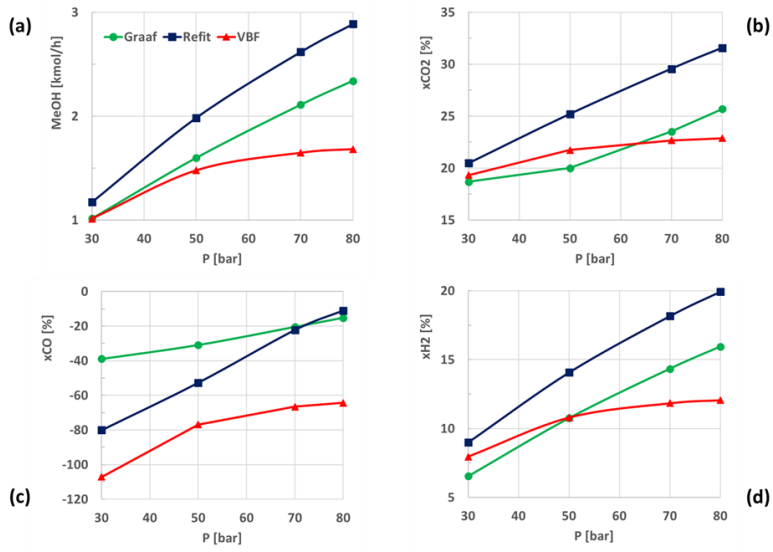 (a)
MeOH [kmol/h]
3
2
1
Graaf Refit VBF
30 40 50 60 70 80
P [bar]
(b)
xCO2 [%]
35
30
25
20
15
30 40 50 60 70 80
P [bar]
(c)
xCO [%]
0
-20
-40
-60
-80
-100
-120
30 40 50 60 70 80
P [bar]
(d)
xH2 [%]
20
15
10
5
30 40 50 60 70 80
P [bar]